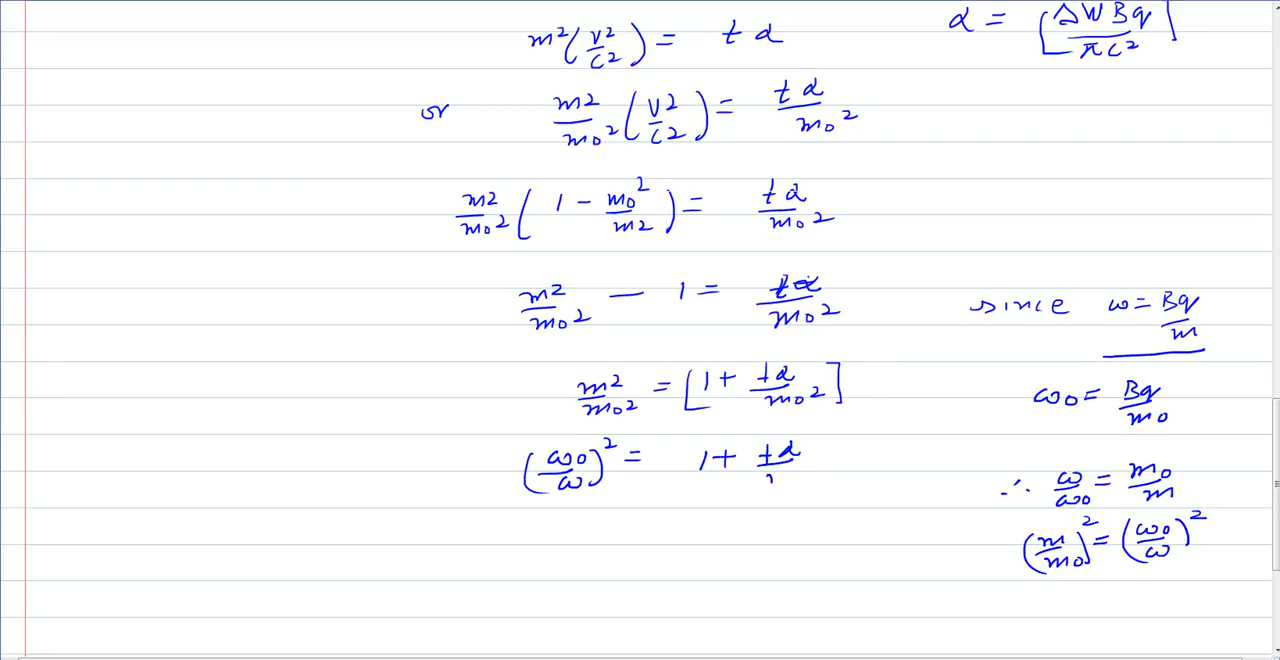 m²(v²/c²) = tα
α = [ΔWBq/πc²]
or m²/m₀² (v²/c²) = tα/m₀²
m²/m₀² (1 - m₀²/m²) = tα/m₀²
m²/m₀² - 1 = tα/m₀²
since ω = Bq/m
m²/m₀² = [1 + tα/m₀²]
ω₀ = Bq/m₀
(ω₀/ω)² = 1 + tα/
∴ ω/ω₀ = m₀/m
(m/m₀)² = (ω₀/ω)²